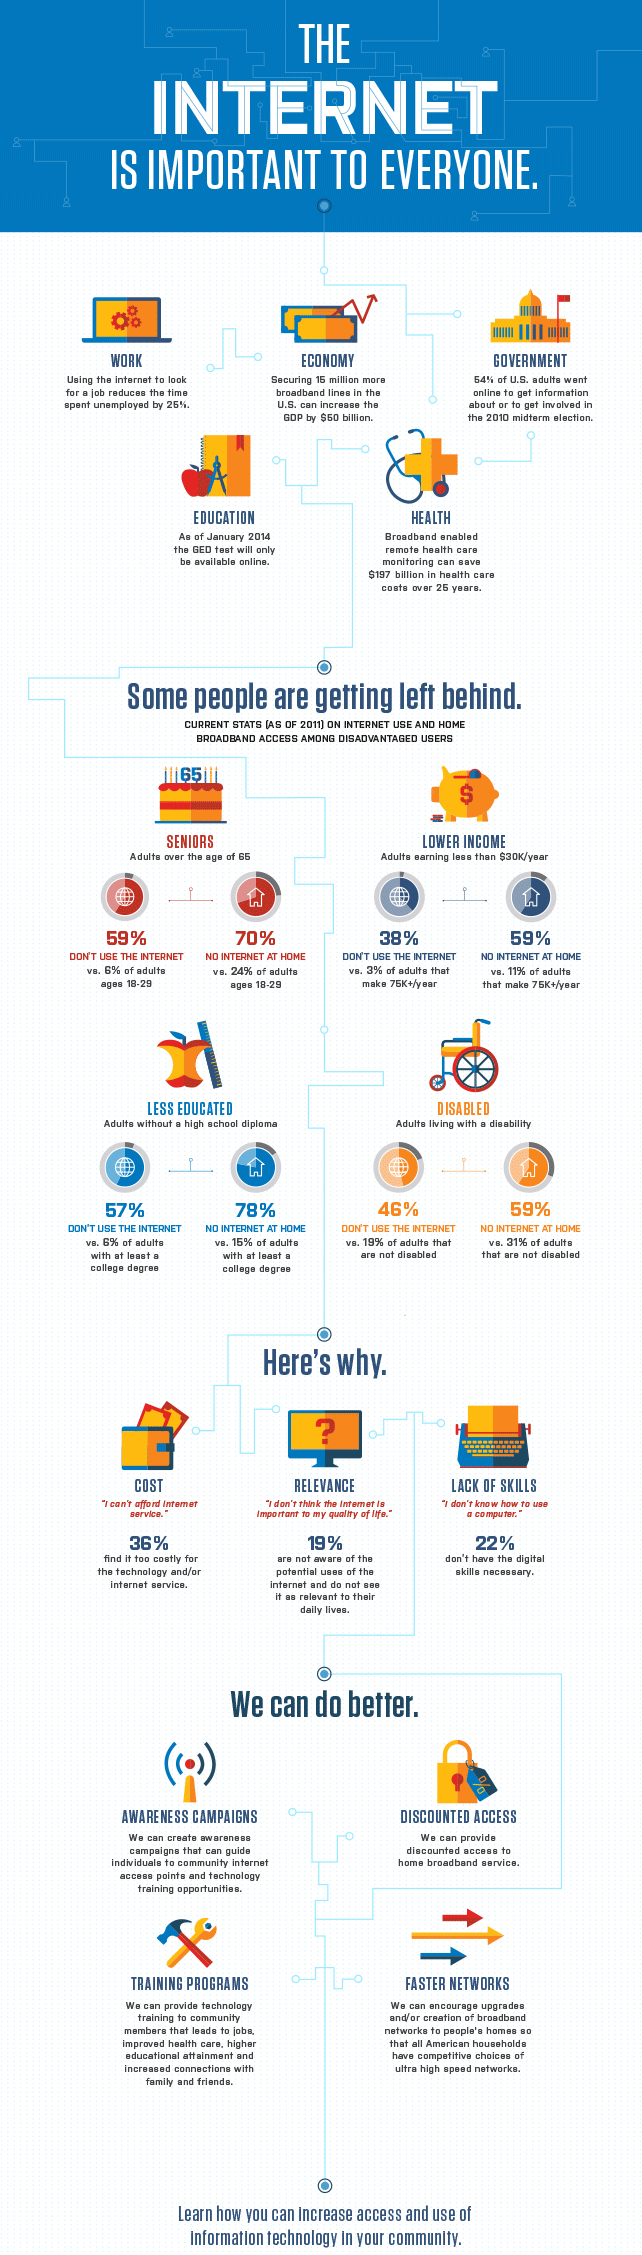 THE
INTERNET
IS IMPORTANT TO EVERYONE.
WORK
Using the internet to look
for a job reduces the time
spent unemployed by 25%.
ECONOMY
Securing 15 million more
broadband lines in the
U.S. can increase the
GDP by $50 billion.
GOVERNMENT
54% of U.S. adults went
online to get information
about or to get involved in
the 2010 midterm election.
EDUCATION
As of January 2014
the GED test will only
be available online.
HEALTH
Broadband enabled
remote health care
monitoring can save
$197 billion in health care
costs over 25 years.
Some people are getting left behind.
CURRENT STATS (AS OF 2011) ON INTERNET USE AND HOME
BROADBAND ACCESS AMONG DISADVANTAGED USERS
65
SENIORS
Adults over the age of 65
59%
DON'T USE THE INTERNET
vs. 6% of adults
ages 18-29
70%
NO INTERNET AT HOME
vs. 24% of adults
ages 18-29
$
LOWER INCOME
Adults earning less than $30K/year
38%
DON'T USE THE INTERNET
vs. 3% of adults that
make 75K+/year
59%
NO INTERNET AT HOME
vs. 11% of adults
that make 75K+/year
LESS EDUCATED
Adults without a high school diploma
57%
DON'T USE THE INTERNET
vs. 6% of adults
with at least a
college degree
78%
NO INTERNET AT HOME
vs. 15% of adults
with at least a
college degree
DISABLED
Adults living with a disability
46%
DON'T USE THE INTERNET
vs. 19% of adults that
are not disabled
59%
NO INTERNET AT HOME
vs. 31% of adults
that are not disabled
Here's why.
COST
"I can't afford Internet
service."
36%
find it too costly for
the technology and/or
internet service.
?
RELEVANCE
"I don't think the Internet is
important to my quality of life."
19%
are not aware of the
potential uses of the
internet and do not see
it as relevant to their
daily lives.
LACK OF SKILLS
"I don't know how to use
a computer."
22%
don't have the digital
skills necessary.
We can do better.
AWARENESS CAMPAIGNS
We can create awareness
campaigns that can guide
individuals to community internet
access points and technology
training opportunities.
%
DISCOUNTED ACCESS
We can provide
discounted access to
home broadband service.
TRAINING PROGRAMS
We can provide technology
training to community
members that leads to jobs,
improved health care, higher
educational attainment and
increased connections with
family and friends.
FASTER NETWORKS
We can encourage upgrades
and/or creation of broadband
networks to people's homes so
that all American households
have competitive choices of
ultra high speed networks.
Learn how you can increase access and use of
information technology in your community.